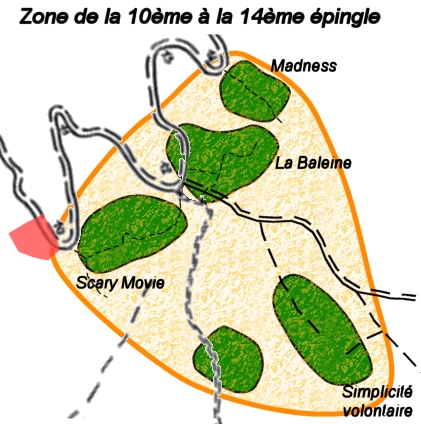 Zone de la 10ème à la 14ème épingle
Madness
La Baleine
Scary Movie
Simplicité
volontaire